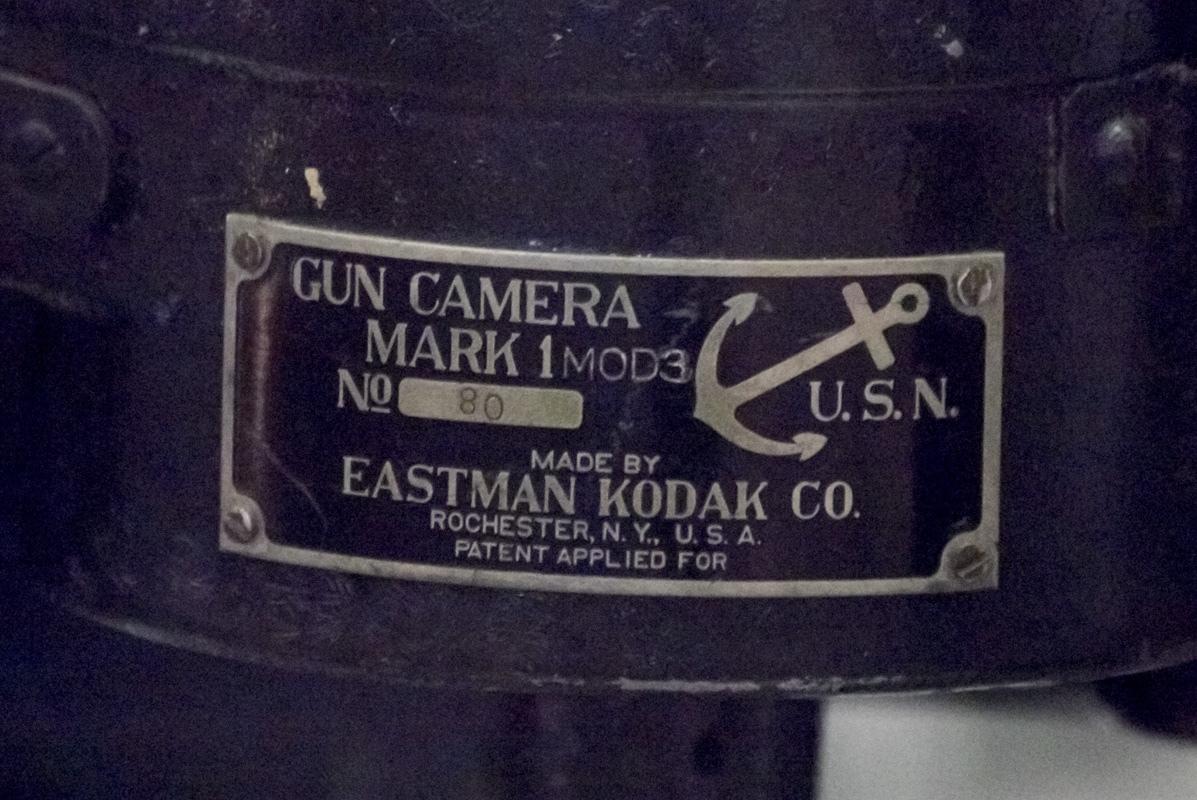 GUN CAMERA
MARK 1 MOD3
No 80
U.S.N.
MADE BY
EASTMAN KODAK CO.
ROCHESTER, N.Y., U.S.A.
PATENT APPLIED FOR